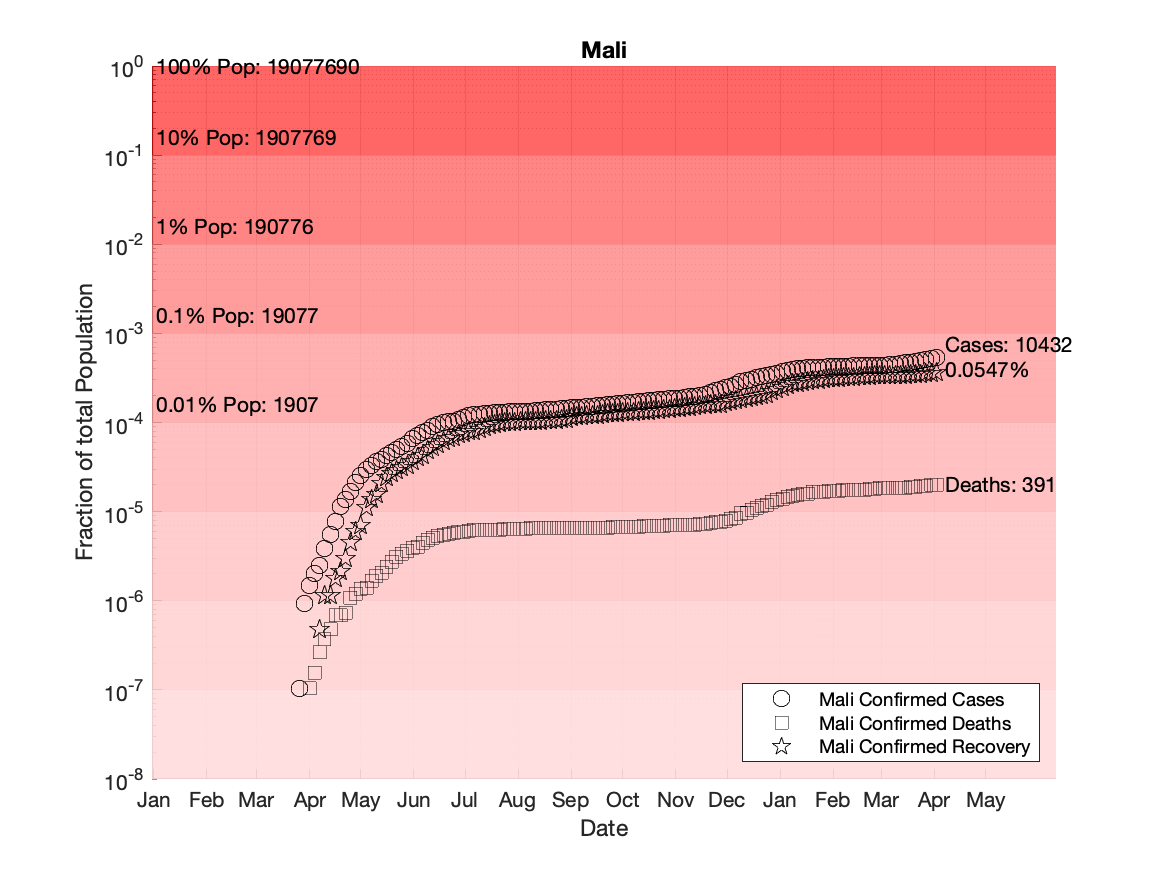 Mali
10^0
100% Pop: 19077690
10% Pop: 1907769
10^-1
1% Pop: 190776
10^-2
0.1% Pop: 19077
10^-3
Cases: 10432
0.0547%
0.01% Pop: 1907
10^-4
Deaths: 391
10^-5
10^-6
10^-7
10^-8
Fraction of total Population
Mali Confirmed Cases
Mali Confirmed Deaths
Mali Confirmed Recovery
Jan Feb Mar Apr May Jun Jul Aug Sep Oct Nov Dec Jan Feb Mar Apr May
Date